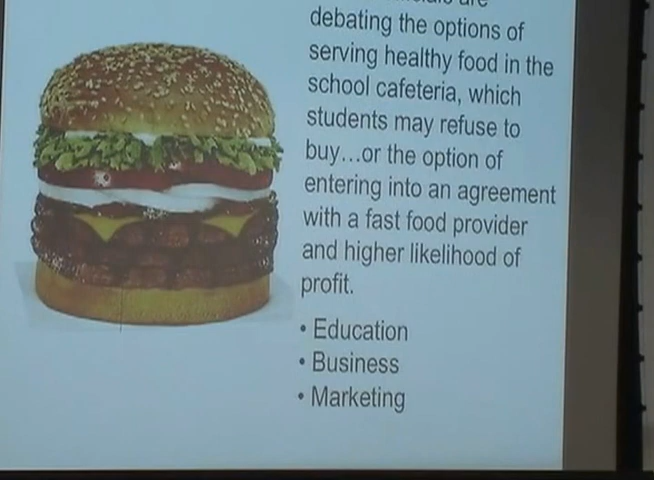 are
debating the options of
serving healthy food in the
school cafeteria, which
students may refuse to
buy...or the option of
entering into an agreement
with a fast food provider
and higher likelihood of
profit.
• Education
• Business
• Marketing